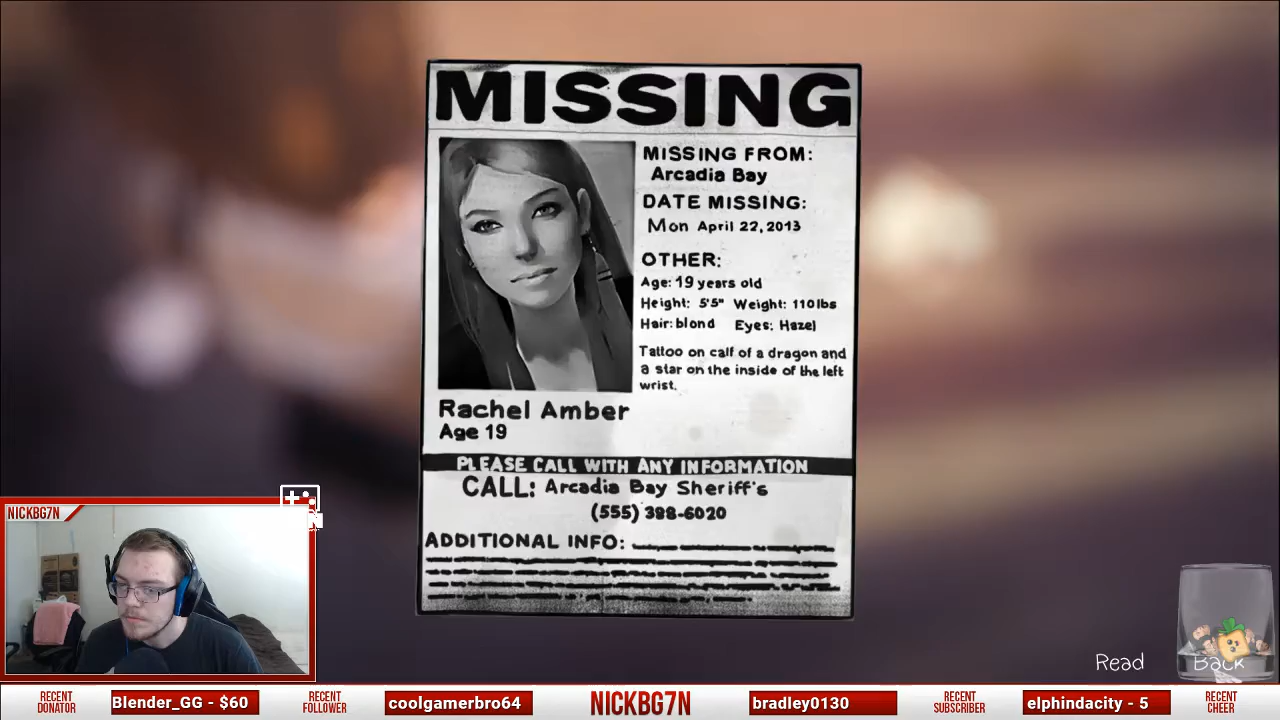 MISSING
MISSING FROM:
Arcadia Bay
DATE MISSING:
Mon April 22, 2013
OTHER:
Age: 19 years old
Height: 5'5" Weight: 110 lbs
Hair: blond Eyes: Hazel
Tattoo on calf of a dragon and
a star on the inside of the left
wrist.
Rachel Amber
Age 19
PLEASE CALL WITH ANY INFORMATION
CALL: Arcadia Bay Sheriff's
(555) 398-6020
ADDITIONAL INFO:
NICKBG7N
Read
Back
RECENT DONATOR
Blender_GG - $60
RECENT FOLLOWER
coolgamerbro64
NICKBG7N
bradley0130
RECENT SUBSCRIBER
elphindacity - 5
RECENT CHEER